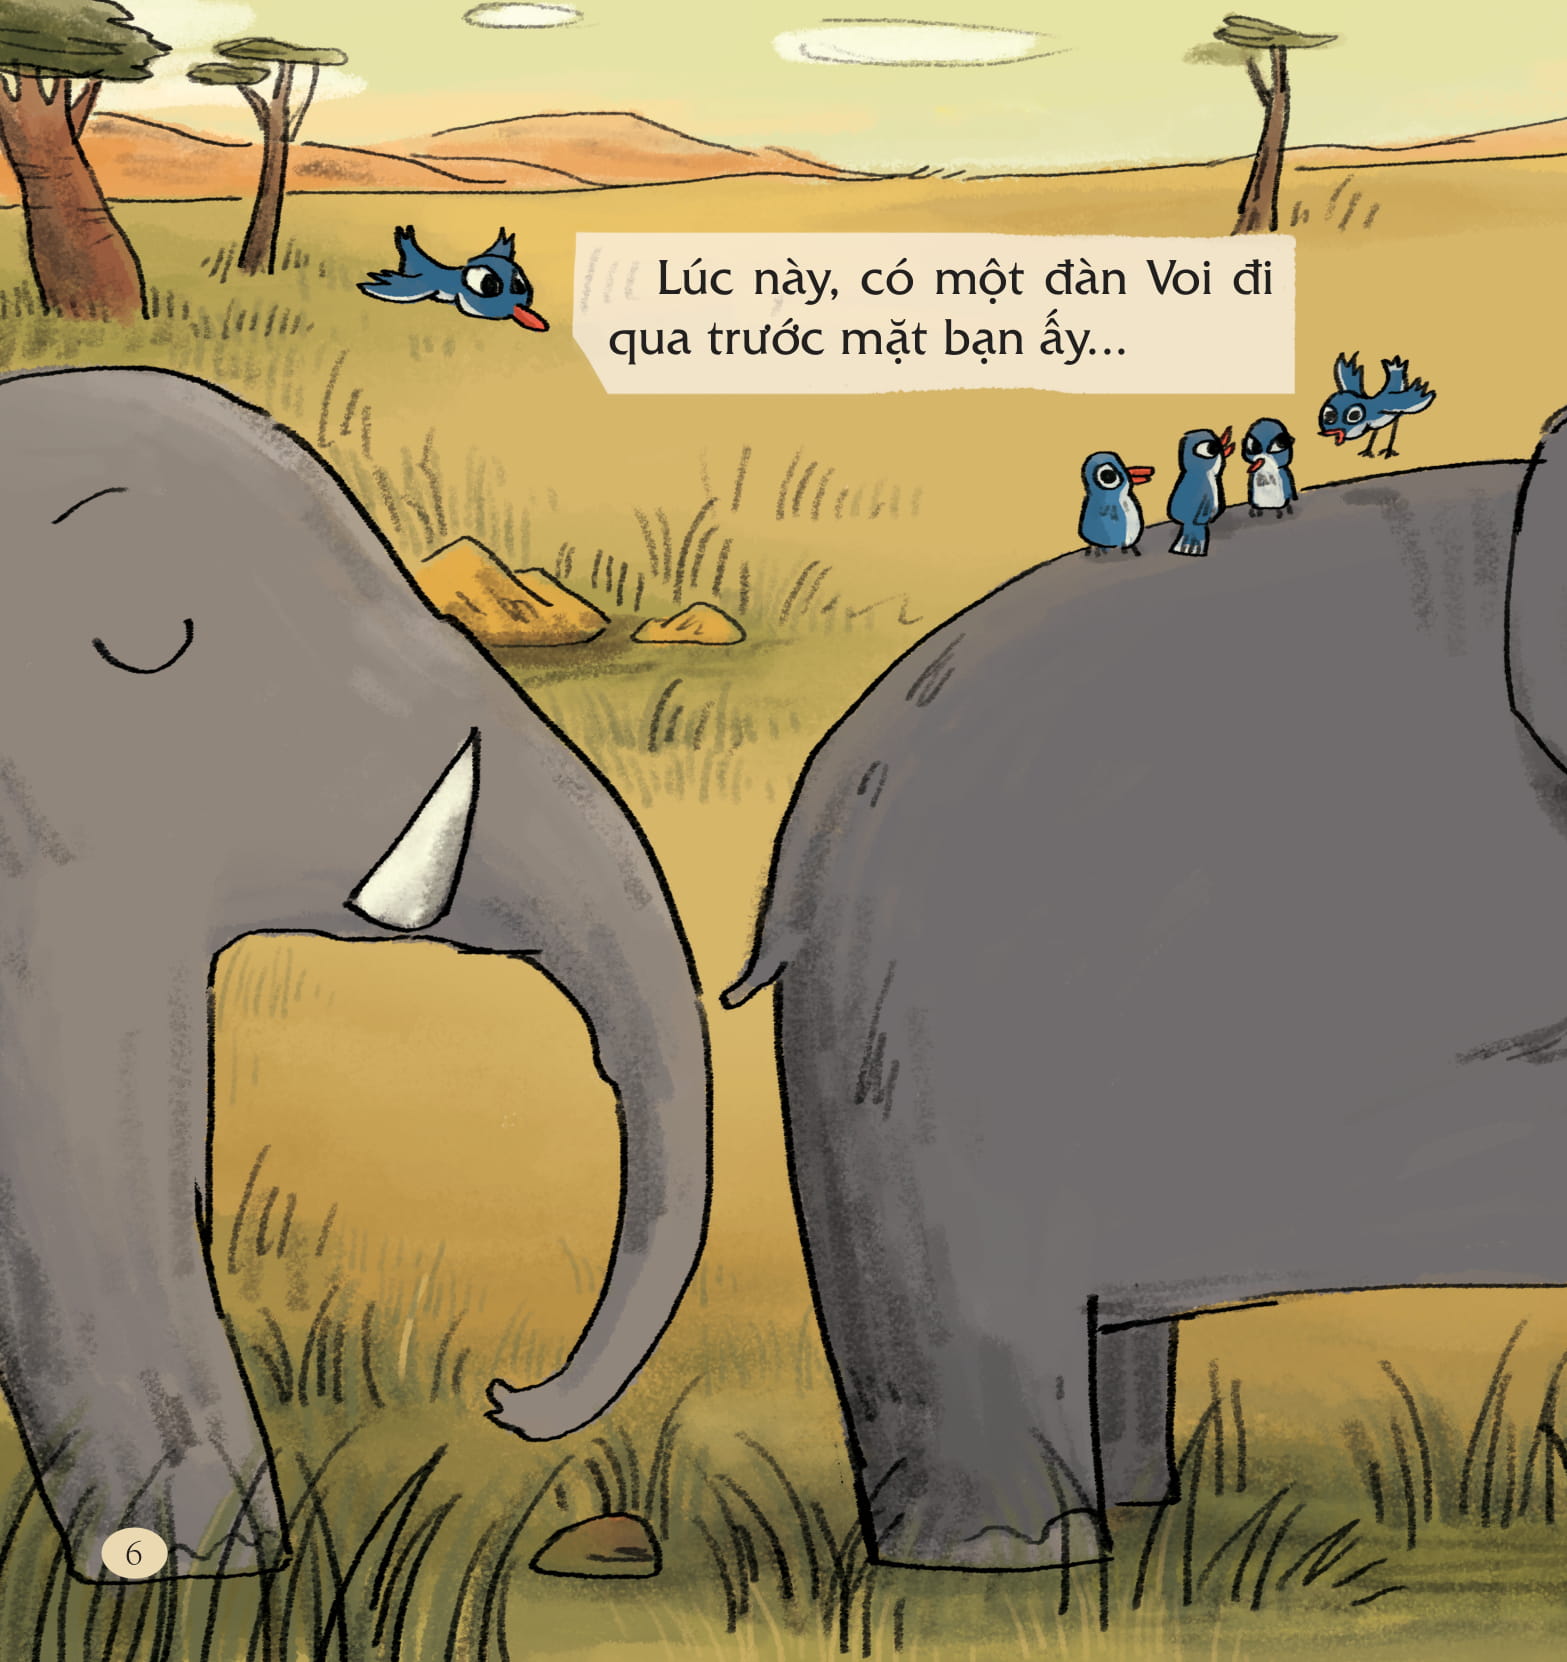 Lúc này, có một đàn Voi đi
qua trước mặt bạn ấy...
6